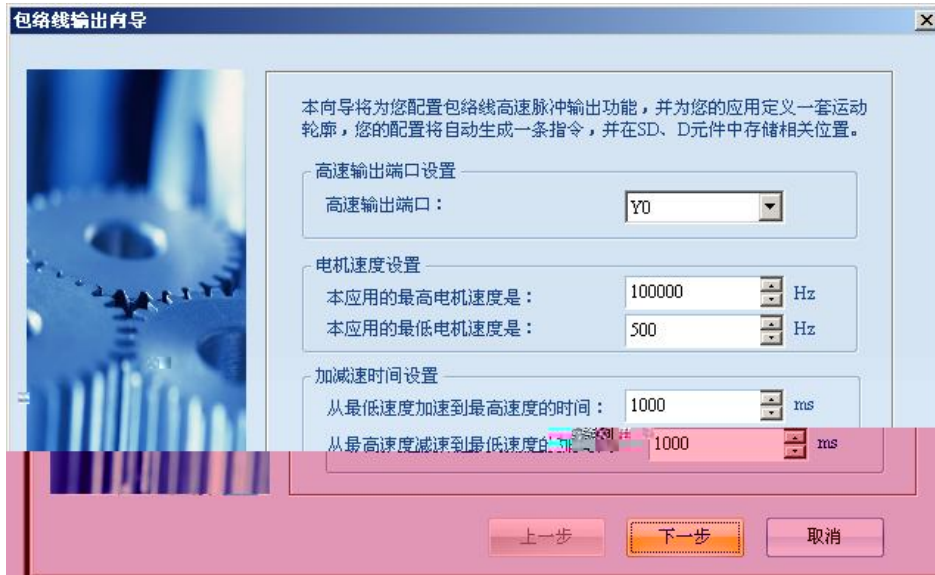 包络线输出向导
本向导将为您配置包络线高速脉冲输出功能，并为您的应用定义一套运动
轮廓，您的配置将自动生成一条指令，并在SD、D元件中存储相关位置。
高速输出端口设置
高速输出端口： Y0
电机速度设置
本应用的最高电机速度是： 100000 Hz
本应用的最低电机速度是： 500 Hz
加减速时间设置
从最低速度加速到最高速度的时间： 1000 ms
从最高速度减速到最低速度的 1000 ms
上一步 下一步 取消